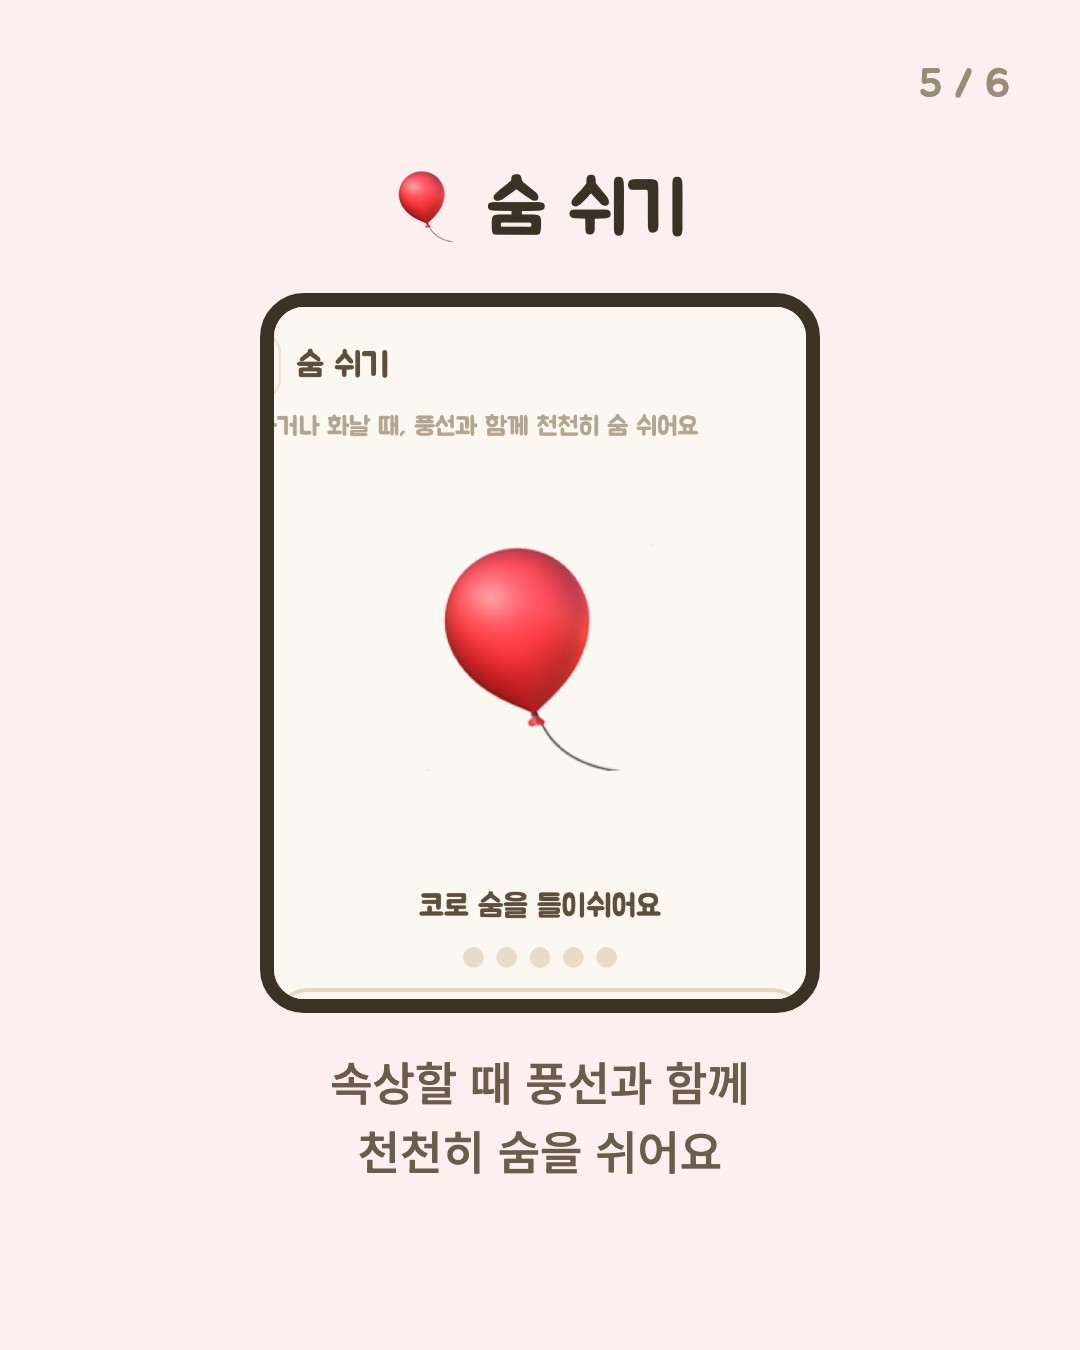 5 / 6
숨 쉬기
숨 쉬기
거나 화날 때, 풍선과 함께 천천히 숨 쉬어요
코로 숨을 들이쉬어요
속상할 때 풍선과 함께
천천히 숨을 쉬어요